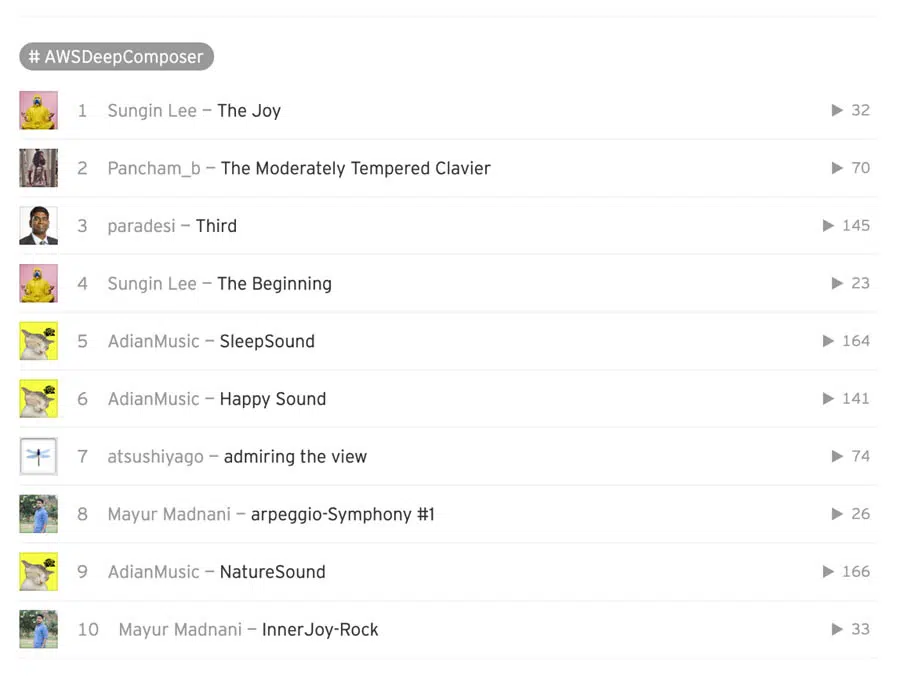 # AWSDeepComposer
1 Sungin Lee – The Joy 32
2 Pancham_b – The Moderately Tempered Clavier 70
3 paradesi – Third 145
4 Sungin Lee – The Beginning 23
5 AdianMusic – SleepSound 164
6 AdianMusic – Happy Sound 141
7 atsushiyago – admiring the view 74
8 Mayur Madnani – arpeggio-Symphony #1 26
9 AdianMusic – NatureSound 166
10 Mayur Madnani – InnerJoy-Rock 33